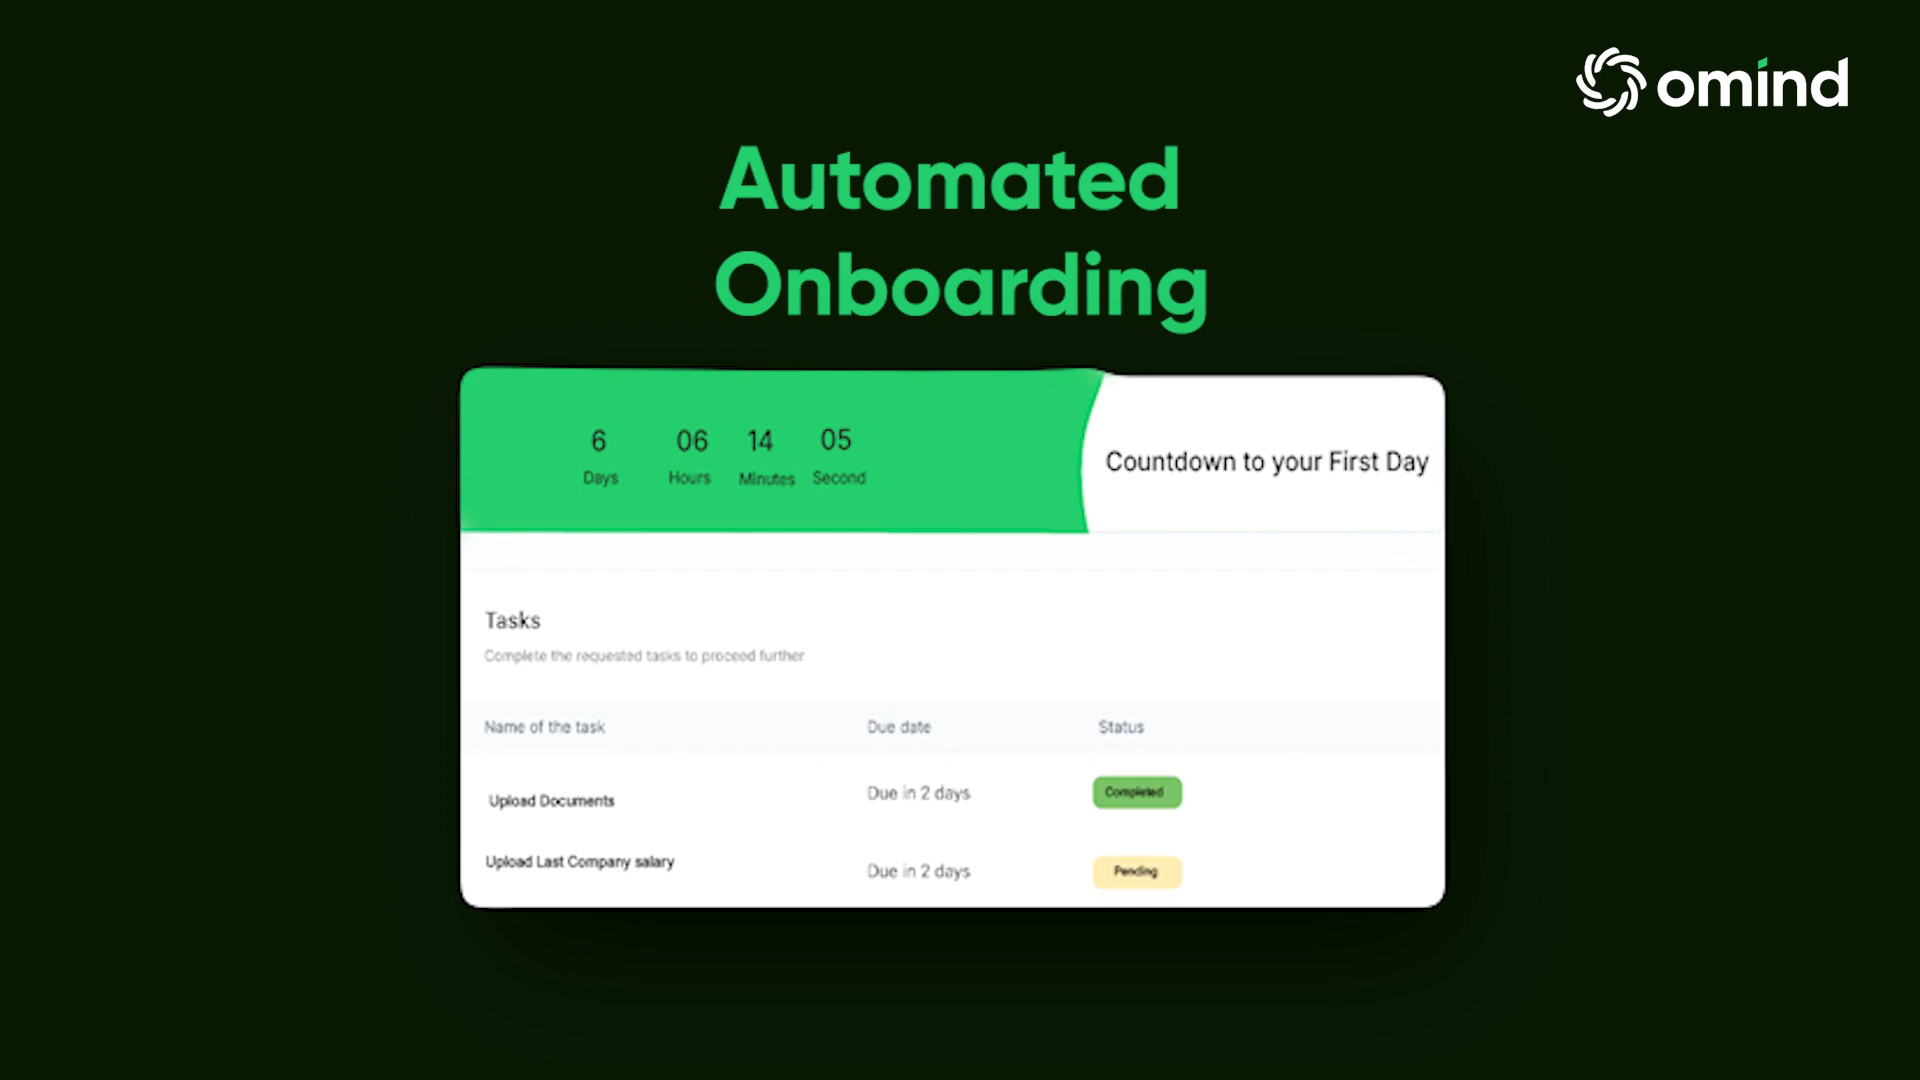 omind
Automated
Onboarding
6 06 14 05
Days Hours Minutes Second
Countdown to your First Day
Tasks
Complete the requested tasks to proceed further
Name of the task Due date Status
Upload Documents Due in 2 days Completed
Upload Last Company salary Due in 2 days Pending